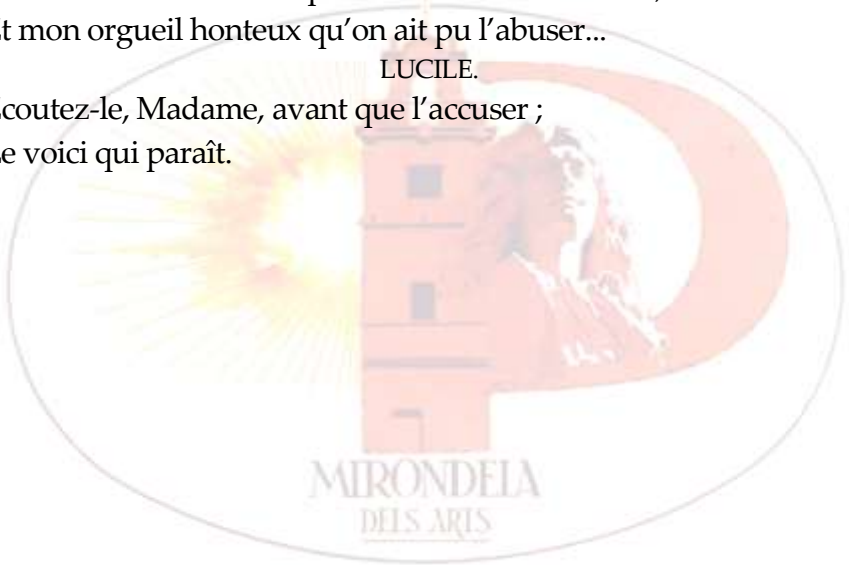 t mon orgueil honteux qu’on ait pu l’abuser...
LUCILE.
coutez-le, Madame, avant que l’accuser ;
e voici qui paraît.
MIRONDELA
DELS ARTS